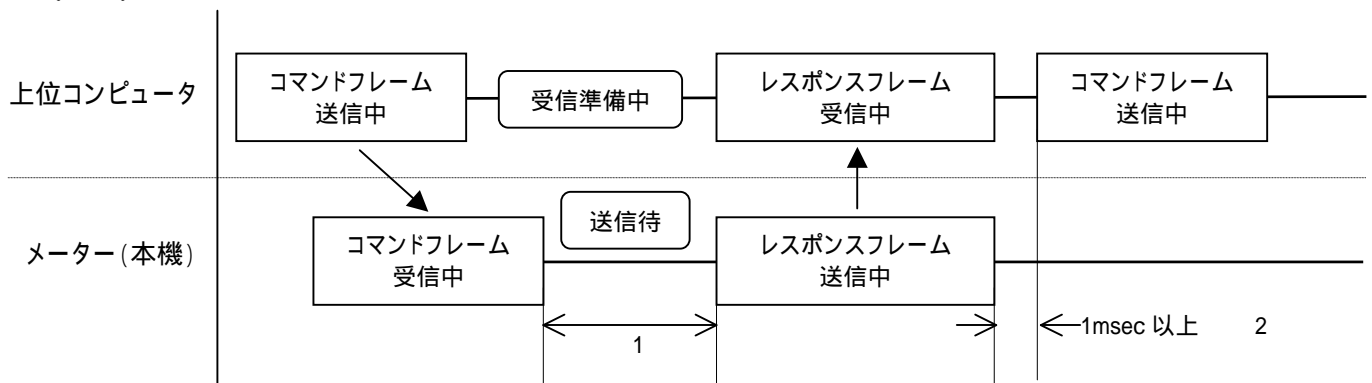 上位コンピュータ
コマンドフレーム
送信中
受信準備中
レスポンスフレーム
受信中
コマンドフレーム
送信中
メーター(本機)
コマンドフレーム
受信中
送信待
レスポンスフレーム
送信中
1
1msec 以上 2